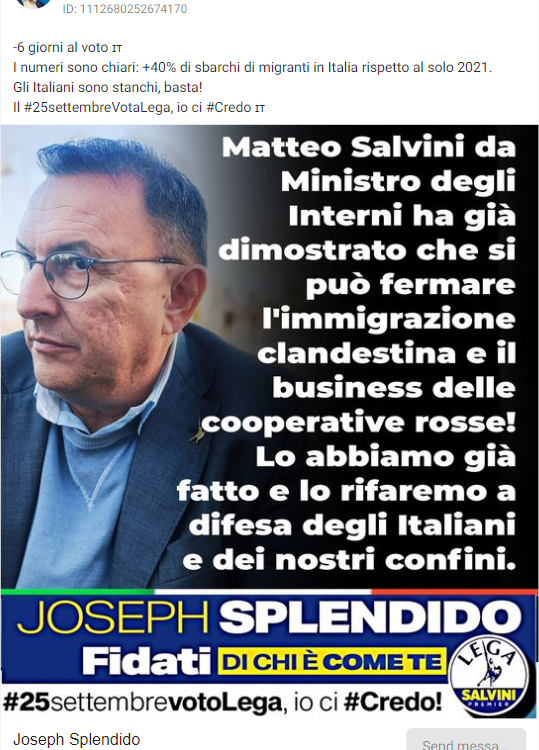 ID: 1112680252674170
-6 giorni al voto IT
I numeri sono chiari: +40% di sbarchi di migranti in Italia rispetto al solo 2021.
Gli Italiani sono stanchi, basta!
Il #25settembreVotaLega, io ci #Credo IT
Matteo Salvini da
Ministro degli
Interni ha già
dimostrato che si
può fermare
l'immigrazione
clandestina e il
business delle
cooperative rosse!
Lo abbiamo già
fatto e lo rifaremo a
difesa degli Italiani
e dei nostri confini.
JOSEPH SPLENDIDO
Fidati DI CHI È COME TE
LEGA
SALVINI
PREMIER
#25settembrevotoLega, io ci #Credo!
Joseph Splendido
Send messa...